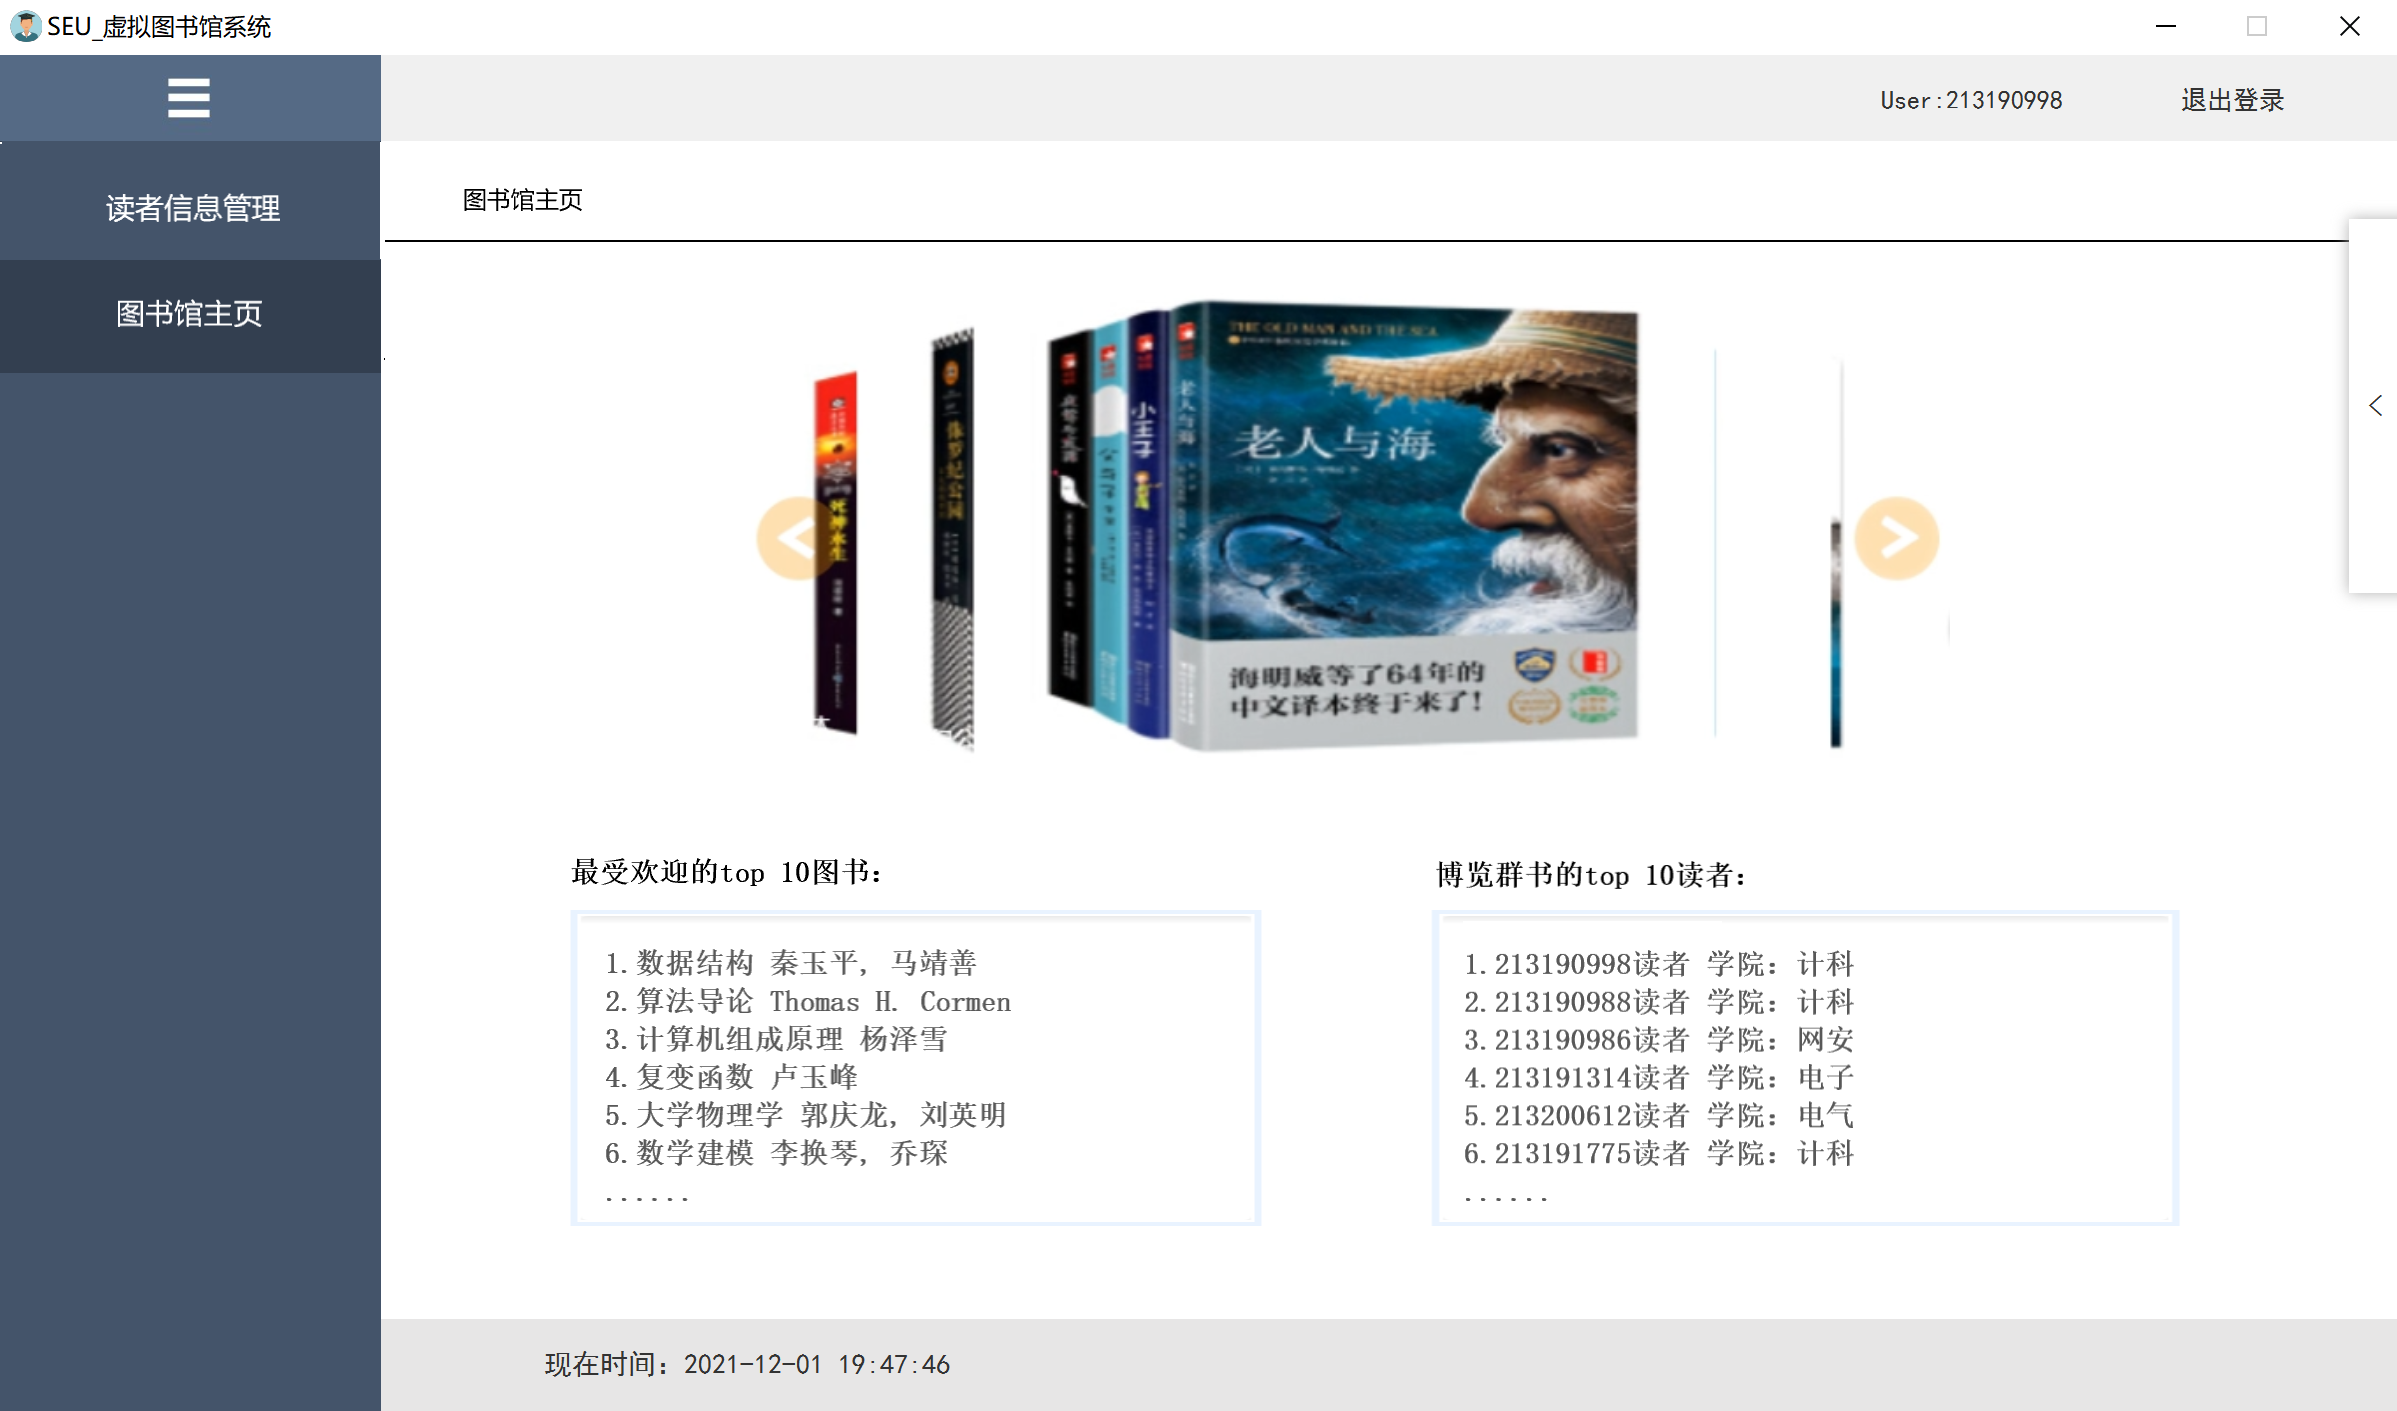 SEU_虚拟图书馆系统
User:213190998
退出登录
读者信息管理
图书馆主页
图书馆主页
THE OLD MAN AND THE SEA
老人与海
老人与海
小王子
侏罗纪公园
死神永生
海明威等了64年的
中文译本终于来了!
最受欢迎的top 10图书：
1.数据结构 秦玉平, 马靖善
2.算法导论 Thomas H. Cormen
3.计算机组成原理 杨泽雪
4.复变函数 卢玉峰
5.大学物理学 郭庆龙, 刘英明
6.数学建模 李换琴, 乔琛
......
博览群书的top 10读者：
1.213190998读者 学院：计科
2.213190988读者 学院：计科
3.213190986读者 学院：网安
4.213191314读者 学院：电子
5.213200612读者 学院：电气
6.213191775读者 学院：计科
......
现在时间：2021-12-01 19:47:46